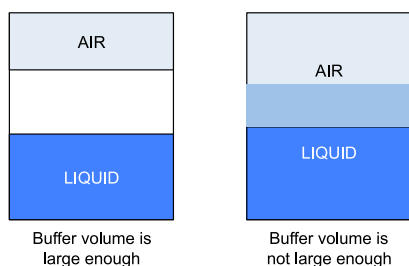 AIR
LIQUID
Buffer volume is
large enough
AIR
LIQUID
Buffer volume is
not large enough